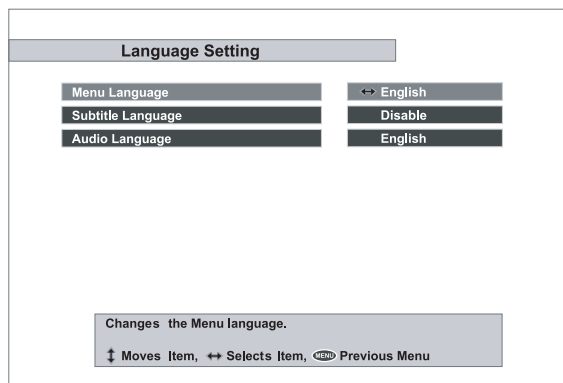 Language Setting
Menu Language ↔ English
Subtitle Language Disable
Audio Language English
Changes the Menu language.
↕ Moves Item, ↔ Selects Item, MENU Previous Menu